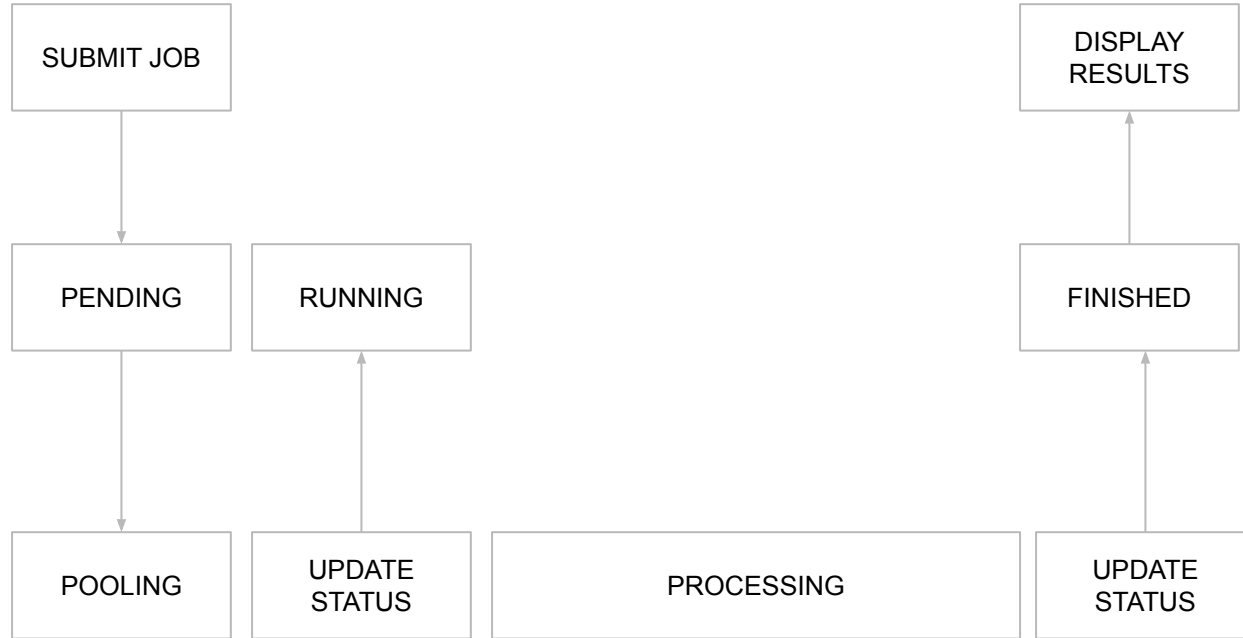 SUBMIT JOB
DISPLAY
RESULTS
PENDING
RUNNING
FINISHED
POOLING
UPDATE
STATUS
PROCESSING
UPDATE
STATUS